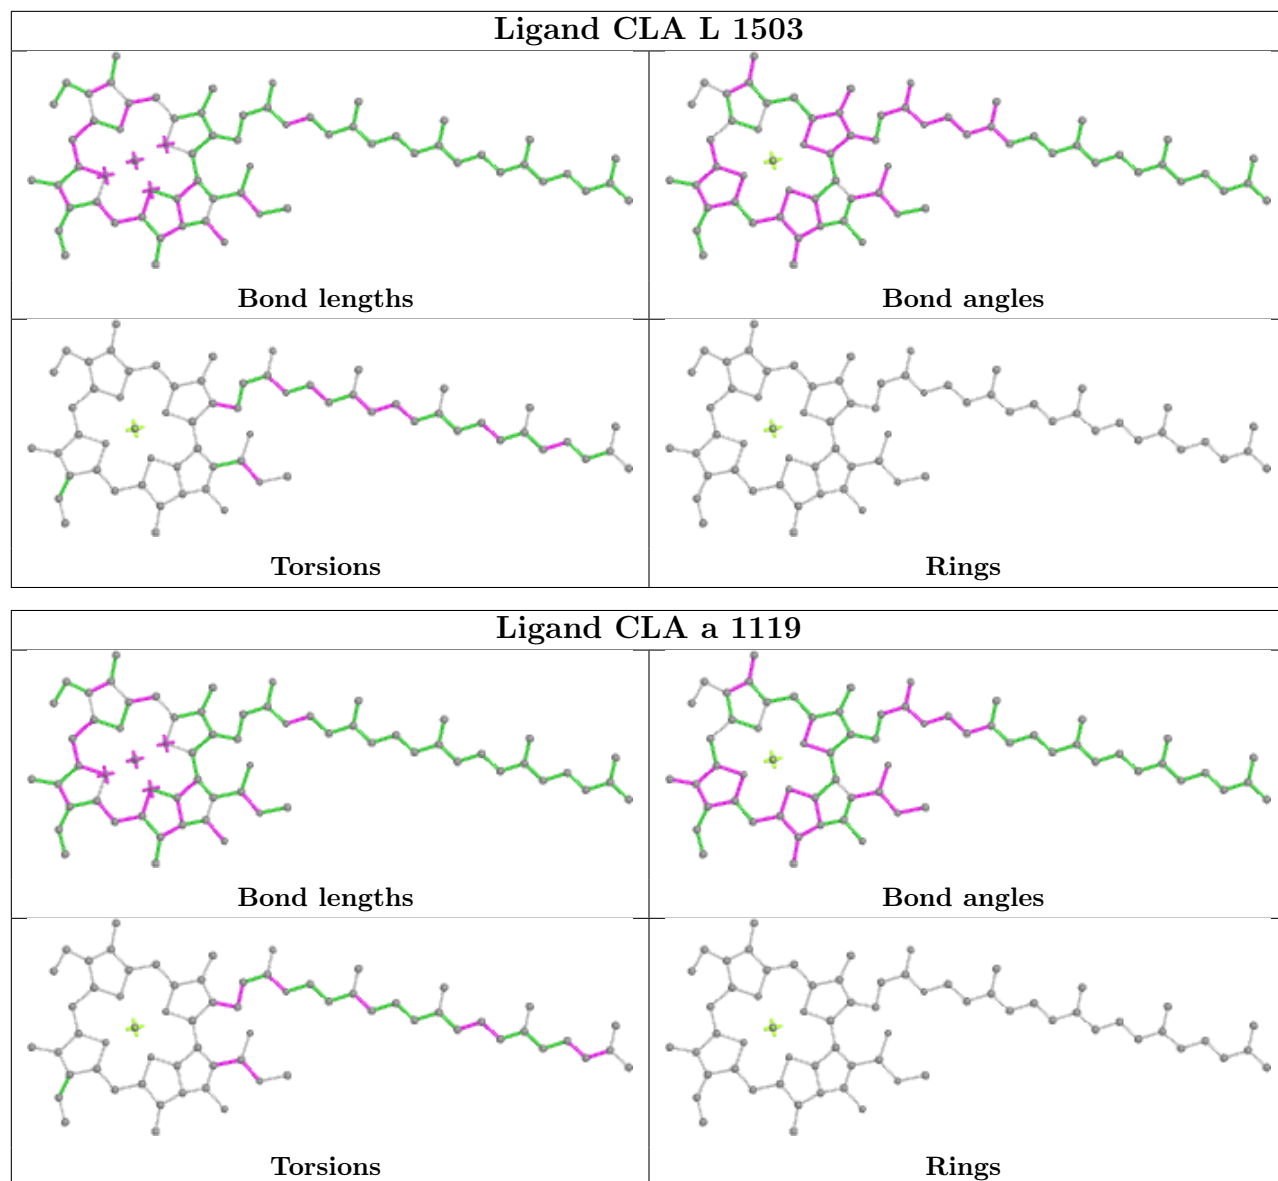 Ligand CLA L 1503
Bond lengths
Bond angles
Torsions
Rings
Ligand CLA a 1119
Bond lengths
Bond angles
Torsions
Rings